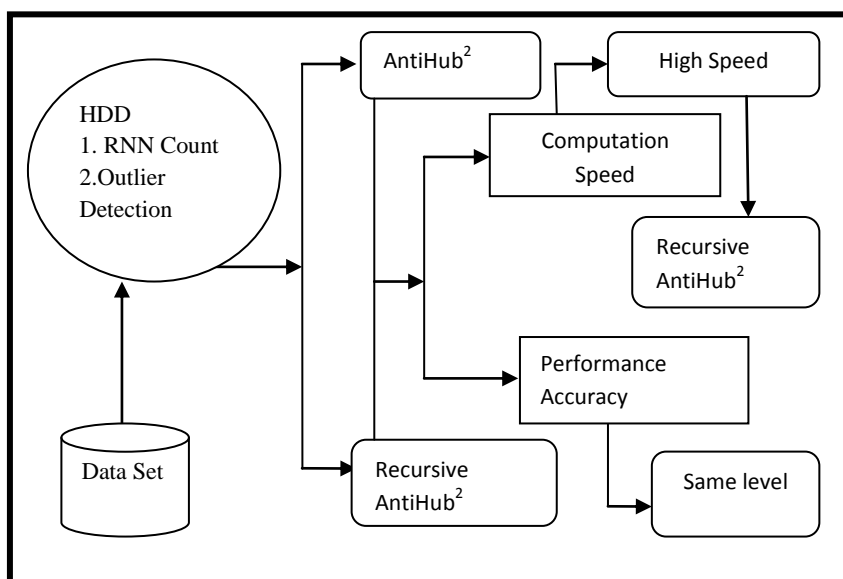 HDD
1. RNN Count
2.Outlier
Detection
Data Set
AntiHub²
Recursive
AntiHub²
Computation
Speed
High Speed
Recursive
AntiHub²
Performance
Accuracy
Same level